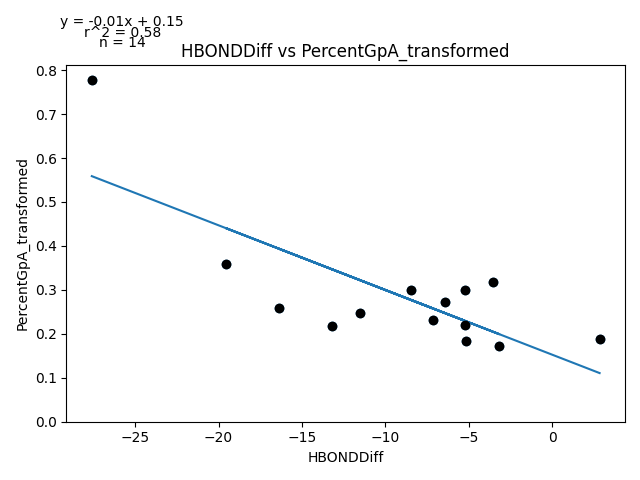 y = -0.01x + 0.15
r^2 = 0.58
n = 14
HBONDDiff vs PercentGpA_transformed
0.8
0.7
0.6
0.5
0.4
0.3
0.2
0.1
0.0
PercentGpA_transformed
−25
−20
−15
−10
−5
0
HBONDDiff